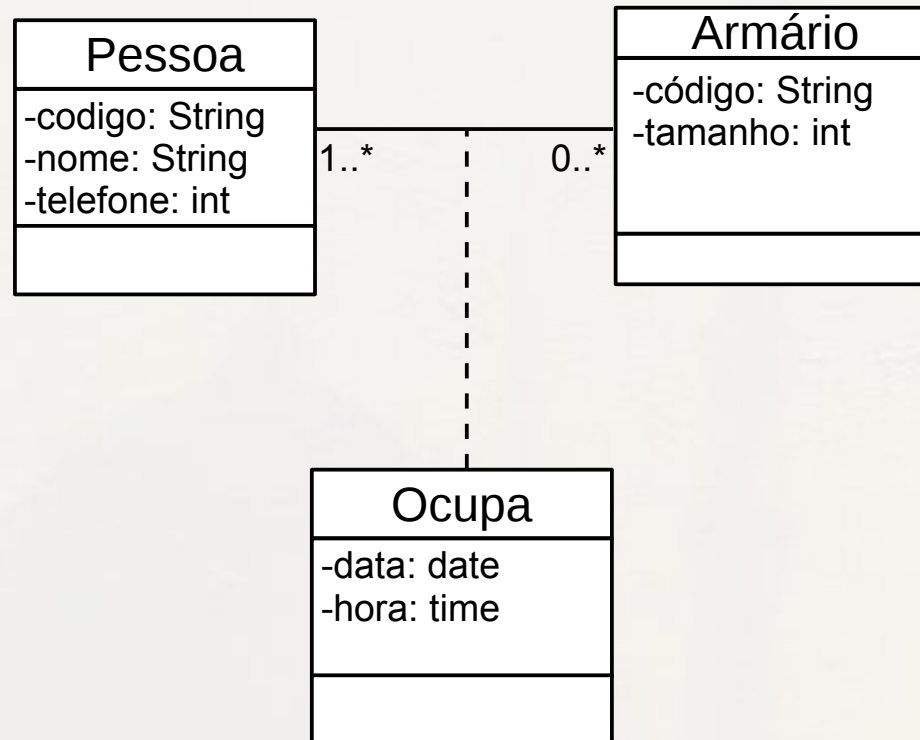 Pessoa
-codigo: String
-nome: String
-telefone: int
1..*
0..*
Armário
-código: String
-tamanho: int
Ocupa
-data: date
-hora: time